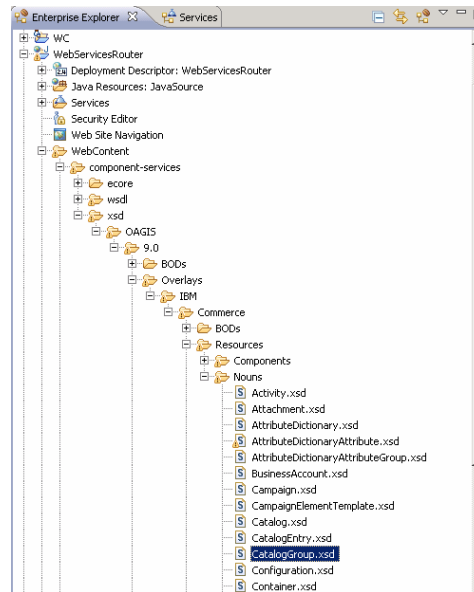 Enterprise Explorer Services
WC
WebServicesRouter
Deployment Descriptor: WebServicesRouter
Java Resources: JavaSource
Services
Security Editor
Web Site Navigation
WebContent
component-services
ecore
wsdl
xsd
OAGIS
9.0
BODs
Overlays
IBM
Commerce
BODs
Resources
Components
Nouns
Activity.xsd
Attachment.xsd
AttributeDictionary.xsd
AttributeDictionaryAttribute.xsd
AttributeDictionaryAttributeGroup.xsd
BusinessAccount.xsd
Campaign.xsd
CampaignElementTemplate.xsd
Catalog.xsd
CatalogEntry.xsd
CatalogGroup.xsd
Configuration.xsd
Container.xsd